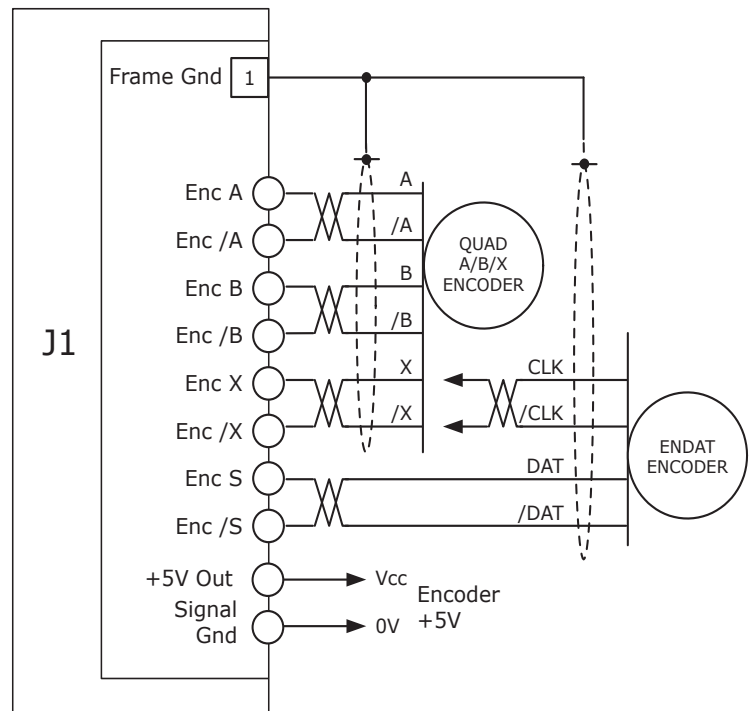 Frame Gnd 1
J1
Enc A
Enc /A
Enc B
Enc /B
Enc X
Enc /X
Enc S
Enc /S
+5V Out
Signal
Gnd
A
/A
B
/B
X
/X
QUAD
A/B/X
ENCODER
CLK
/CLK
DAT
/DAT
ENDAT
ENCODER
Vcc
0V
Encoder
+5V